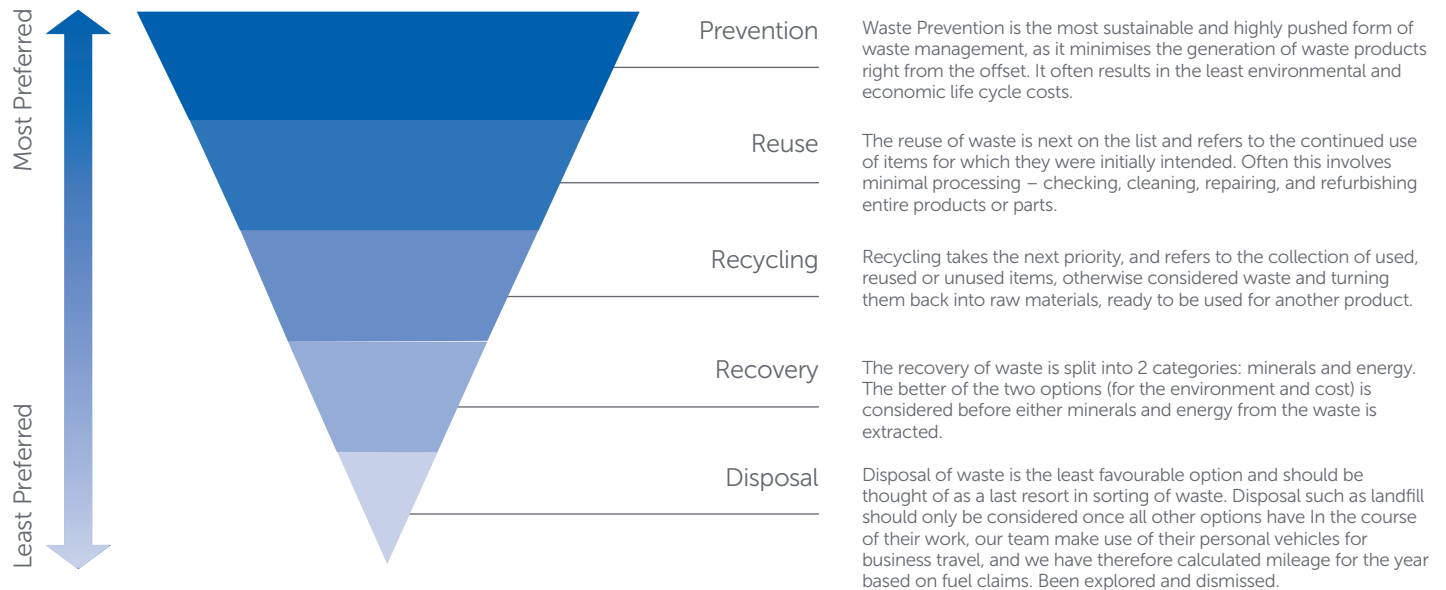 Most Preferred
Least Preferred
Prevention
Waste Prevention is the most sustainable and highly pushed form of
waste management, as it minimises the generation of waste products
right from the offset. It often results in the least environmental and
economic life cycle costs.
Reuse
The reuse of waste is next on the list and refers to the continued use
of items for which they were initially intended. Often this involves
minimal processing – checking, cleaning, repairing, and refurbishing
entire products or parts.
Recycling
Recycling takes the next priority, and refers to the collection of used,
reused or unused items, otherwise considered waste and turning
them back into raw materials, ready to be used for another product.
Recovery
The recovery of waste is split into 2 categories: minerals and energy.
The better of the two options (for the environment and cost) is
considered before either minerals and energy from the waste is
extracted.
Disposal
Disposal of waste is the least favourable option and should be
thought of as a last resort in sorting of waste. Disposal such as landfill
should only be considered once all other options have In the course
of their work, our team make use of their personal vehicles for
business travel, and we have therefore calculated mileage for the year
based on fuel claims. Been explored and dismissed.